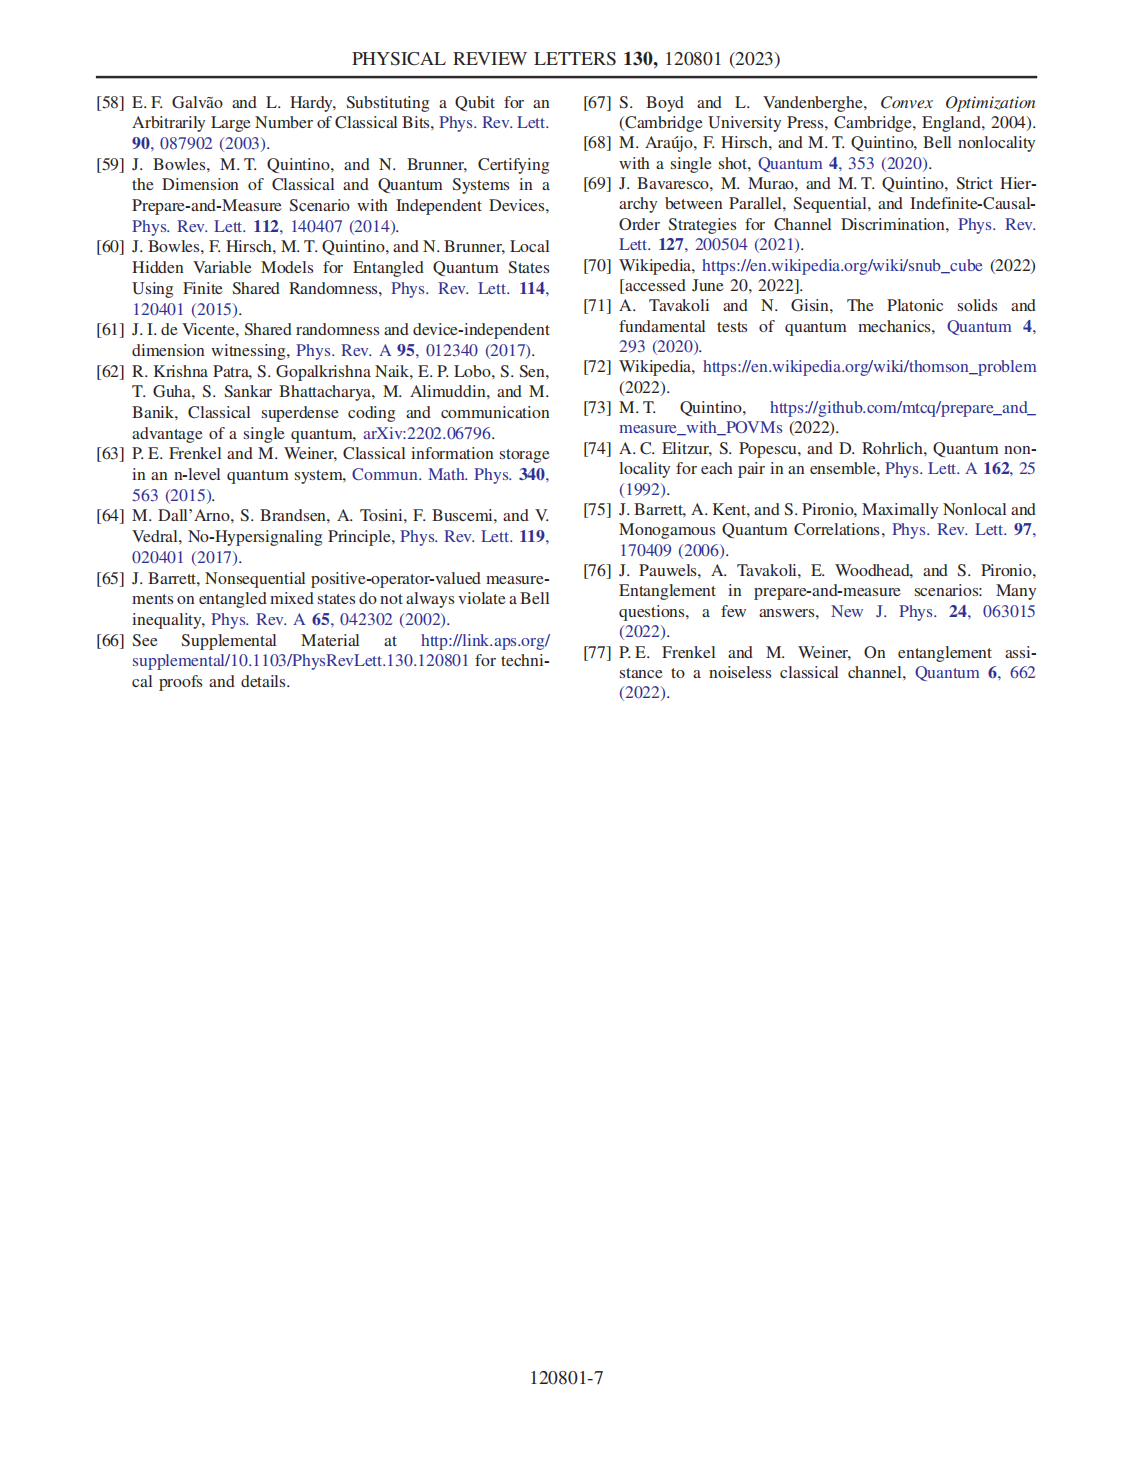 PHYSICAL REVIEW LETTERS 130, 120801 (2023)
[58] E. F. Galvão and L. Hardy, Substituting a Qubit for an
Arbitrarily Large Number of Classical Bits, Phys. Rev. Lett.
90, 087902 (2003).
[59] J. Bowles, M. T. Quintino, and N. Brunner, Certifying
the Dimension of Classical and Quantum Systems in a
Prepare-and-Measure Scenario with Independent Devices,
Phys. Rev. Lett. 112, 140407 (2014).
[60] J. Bowles, F. Hirsch, M. T. Quintino, and N. Brunner, Local
Hidden Variable Models for Entangled Quantum States
Using Finite Shared Randomness, Phys. Rev. Lett. 114,
120401 (2015).
[61] J. I. de Vicente, Shared randomness and device-independent
dimension witnessing, Phys. Rev. A 95, 012340 (2017).
[62] R. Krishna Patra, S. Gopalkrishna Naik, E. P. Lobo, S. Sen,
T. Guha, S. Sankar Bhattacharya, M. Alimuddin, and M.
Banik, Classical superdense coding and communication
advantage of a single quantum, arXiv:2202.06796.
[63] P. E. Frenkel and M. Weiner, Classical information storage
in an n-level quantum system, Commun. Math. Phys. 340,
563 (2015).
[64] M. Dall'Arno, S. Brandsen, A. Tosini, F. Buscemi, and V.
Vedral, No-Hypersignaling Principle, Phys. Rev. Lett. 119,
020401 (2017).
[65] J. Barrett, Nonsequential positive-operator-valued measure-
ments on entangled mixed states do not always violate a Bell
inequality, Phys. Rev. A 65, 042302 (2002).
[66] See Supplemental Material at http://link.aps.org/
supplemental/10.1103/PhysRevLett.130.120801 for techni-
cal proofs and details.
[67] S. Boyd and L. Vandenberghe, Convex Optimization
(Cambridge University Press, Cambridge, England, 2004).
[68] M. Araújo, F. Hirsch, and M. T. Quintino, Bell nonlocality
with a single shot, Quantum 4, 353 (2020).
[69] J. Bavaresco, M. Murao, and M. T. Quintino, Strict Hier-
archy between Parallel, Sequential, and Indefinite-Causal-
Order Strategies for Channel Discrimination, Phys. Rev.
Lett. 127, 200504 (2021).
[70] Wikipedia, https://en.wikipedia.org/wiki/snub_cube (2022)
[accessed June 20, 2022].
[71] A. Tavakoli and N. Gisin, The Platonic solids and
fundamental tests of quantum mechanics, Quantum 4,
293 (2020).
[72] Wikipedia, https://en.wikipedia.org/wiki/thomson_problem
(2022).
[73] M. T. Quintino, https://github.com/mtcq/prepare_and_
measure_with_POVMs (2022).
[74] A. C. Elitzur, S. Popescu, and D. Rohrlich, Quantum non-
locality for each pair in an ensemble, Phys. Lett. A 162, 25
(1992).
[75] J. Barrett, A. Kent, and S. Pironio, Maximally Nonlocal and
Monogamous Quantum Correlations, Phys. Rev. Lett. 97,
170409 (2006).
[76] J. Pauwels, A. Tavakoli, E. Woodhead, and S. Pironio,
Entanglement in prepare-and-measure scenarios: Many
questions, a few answers, New J. Phys. 24, 063015
(2022).
[77] P. E. Frenkel and M. Weiner, On entanglement assi-
stance to a noiseless classical channel, Quantum 6, 662
(2022).
120801-7